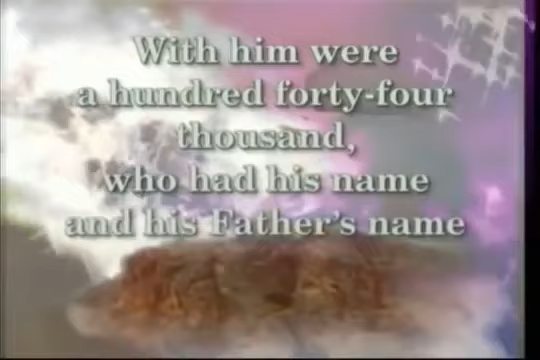 With him were
a hundred forty-four
thousand,
who had his name
and his Father's name